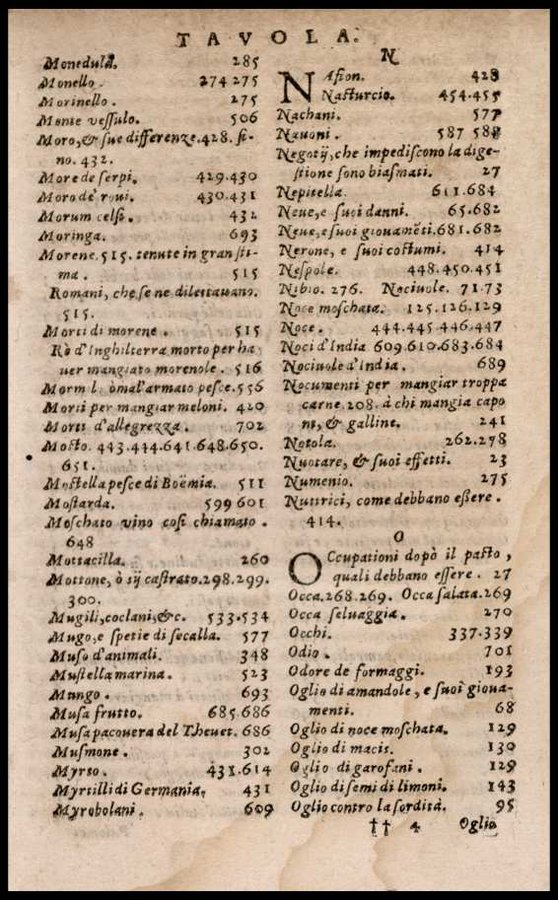 TAVOLA.
Monedula. 285
Monello. 274 275
Morinello. 275
Monte veſſulo. 506
Moro, & ſue differenze. 428. ſi-
no. 432.
More de ſerpi. 429.430
Moro de' roui. 430.431
Morum celſi. 432
Moringa. 693
Morene. 515. tenute in gran ſti-
ma. 515
Romani, che ſe ne dilettauano.
515.
Morti di morene. 515
Rò d'Inghilterra morto per ha
uer mangiato morenole. 516
Morm l. òmal'armato peſce. 556
Morti per mangiar meloni. 420
Morti d'allegrezza. 702
Moſto. 443.444.641.648.650.
651.
Moſtella peſce di Boëmia. 511
Moſtarda. 599 601
Moſchato vino coſi chiamato.
648
Mottacilla. 260
Mottone, ò ſij caſtrato. 298.299.
300.
Mugili, coclani, &c. 533.534
Mugo, e ſpetie di ſocalla. 577
Muſo d'animali. 348
Muſtella marina. 523
Mungo. 693
Muſa frutto. 685.686
Muſa pacouera del Theuet. 686
Muſmone. 302
Myrto. 431.614
Myrtilli di Germania, 431
Myrobolani. 609
N
NAſion. 428
Naſturcio. 454.455
Nachani. 577
Nauoni. 587 588
Negotij, che impediſcono la dige-
ſtione ſono biaſmati. 27
Nepitella. 611.684
Neue, e ſuoi danni. 65.682
Neue, e ſuoi giouamēti. 681.682
Nerone, e ſuoi coſtumi. 414
Neſpole. 448.450.451
Nibio. 276. Nociuole. 71.73
Noce moſchata. 125.126.129
Noce. 444.445.446.447
Noci d'India 609.610.683.684
Nociuole d'India. 689
Nocumenti per mangiar troppa
carne 208. à chi mangia capo
ni, & galline. 241
Notola. 262.278
Nuotare, & ſuoi effetti. 23
Numenio. 275
Nuttrici, come debbano eſſere.
414.
O
OCcupationi dopò il paſto,
quali debbano eſſere. 27
Occa. 268.269. Occa ſalata. 269
Occa ſeluaggia. 270
Occhi. 337.339
Odio. 701
Odore de formaggi. 193
Oglio di amandole, e ſuoi gioua-
menti. 68
Oglio di noce moſchata. 129
Oglio di macis. 130
Oglio di garofani. 129
Oglio di ſemi di limoni. 143
Oglio contro la ſordità. 95
†† 4 Oglio